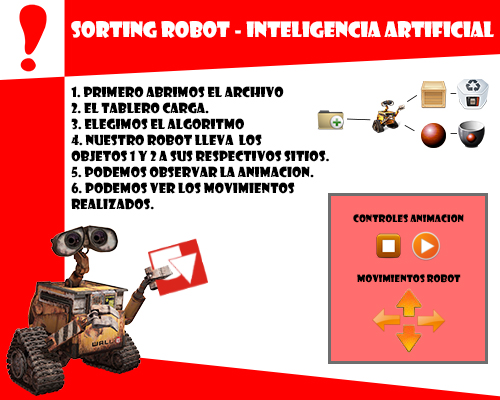 SORTING ROBOT - INTELIGENCIA ARTIFICIAL
1. PRIMERO ABRIMOS EL ARCHIVO
2. EL TABLERO CARGA.
3. ELEGIMOS EL ALGORITMO
4. NUESTRO ROBOT LLEVA LOS
OBJETOS 1 Y 2 A SUS RESPECTIVOS SITIOS.
5. PODEMOS OBSERVAR LA ANIMACION.
6. PODEMOS VER LOS MOVIMIENTOS
REALIZADOS.
CONTROLES ANIMACION
MOVIMIENTOS ROBOT
WALL·E